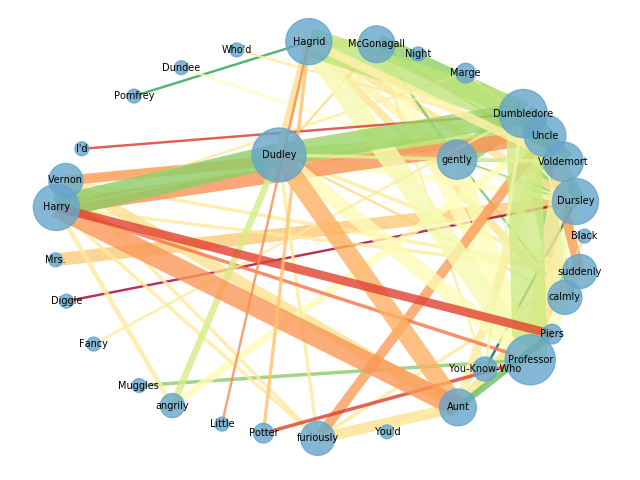 Hagrid
McGonagall
Who'd
Night
Dundee
Marge
Pomfrey
Dumbledore
Uncle
I'd
Dudley
gently
Voldemort
Vernon
Harry
Dursley
Black
Mrs.
suddenly
calmly
Diggle
Piers
Fancy
Professor
You-Know-Who
Muggles
angrily
Aunt
Little
Potter
furiously
You'd